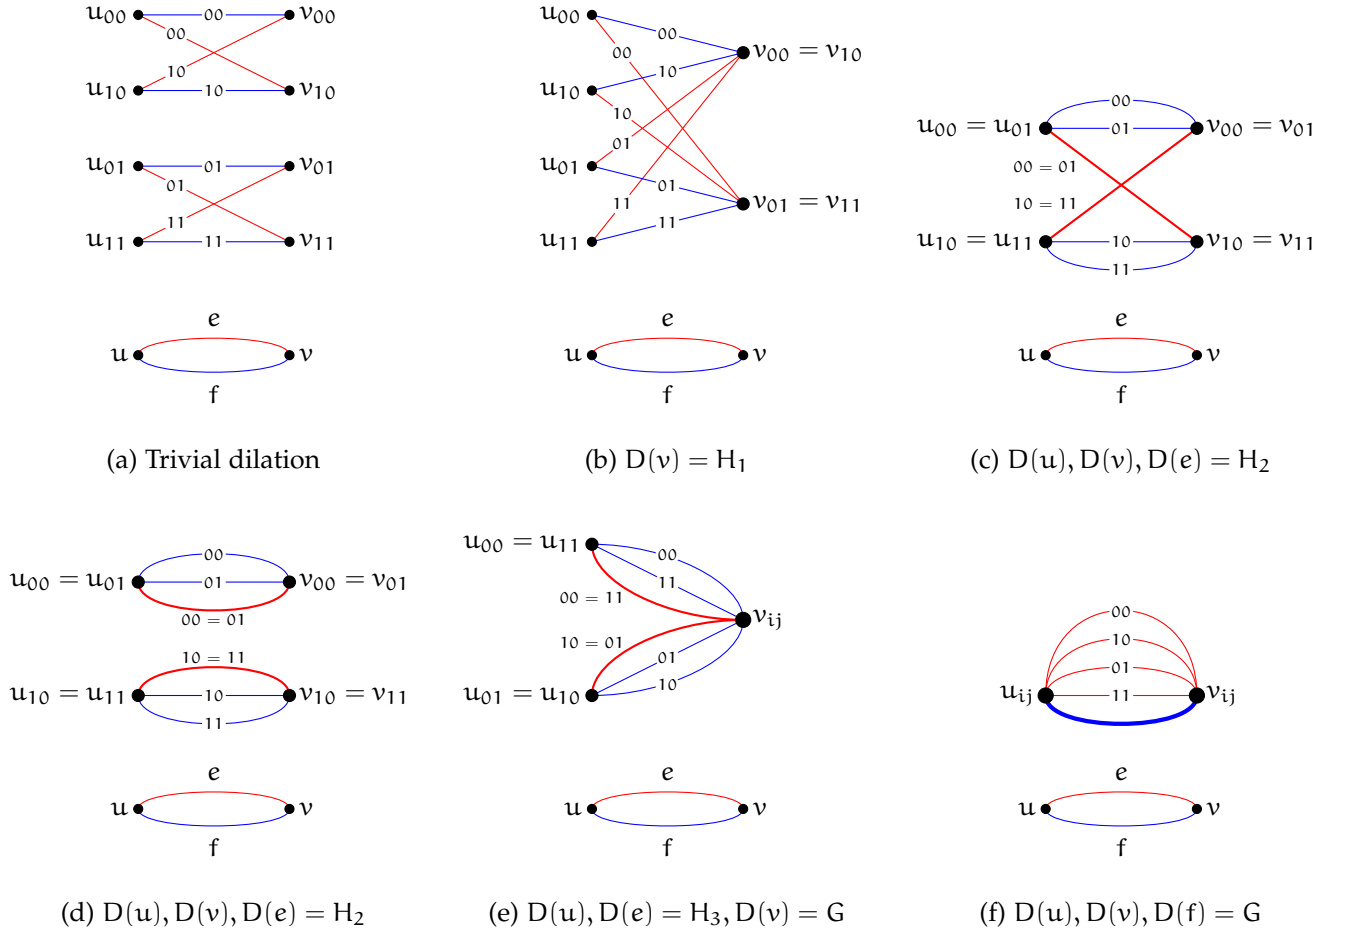 u₀₀ 00 v₀₀
00
10
u₁₀ 10 v₁₀
u₀₁ 01 v₀₁
01
11
u₁₁ 11 v₁₁
e
u v
f
(a) Trivial dilation
u₀₀ 00
00 v₀₀ = v₁₀
u₁₀ 10
10
01
u₀₁ 01
11 v₀₁ = v₁₁
u₁₁ 11
e
u v
f
(b) D(v) = H₁
00
u₀₀ = u₀₁ 01 v₀₀ = v₀₁
00 = 01
10 = 11
u₁₀ = u₁₁ 10 v₁₀ = v₁₁
11
e
u v
f
(c) D(u), D(v), D(e) = H₂
00
u₀₀ = u₀₁ 01 v₀₀ = v₀₁
00 = 01
10 = 11
u₁₀ = u₁₁ 10 v₁₀ = v₁₁
11
e
u v
f
(d) D(u), D(v), D(e) = H₂
u₀₀ = u₁₁ 00
11
00 = 11
vᵢⱼ
10 = 01
01
u₀₁ = u₁₀ 10
e
u v
f
(e) D(u), D(e) = H₃, D(v) = G
00
10
01
uᵢⱼ 11 vᵢⱼ
e
u v
f
(f) D(u), D(v), D(f) = G